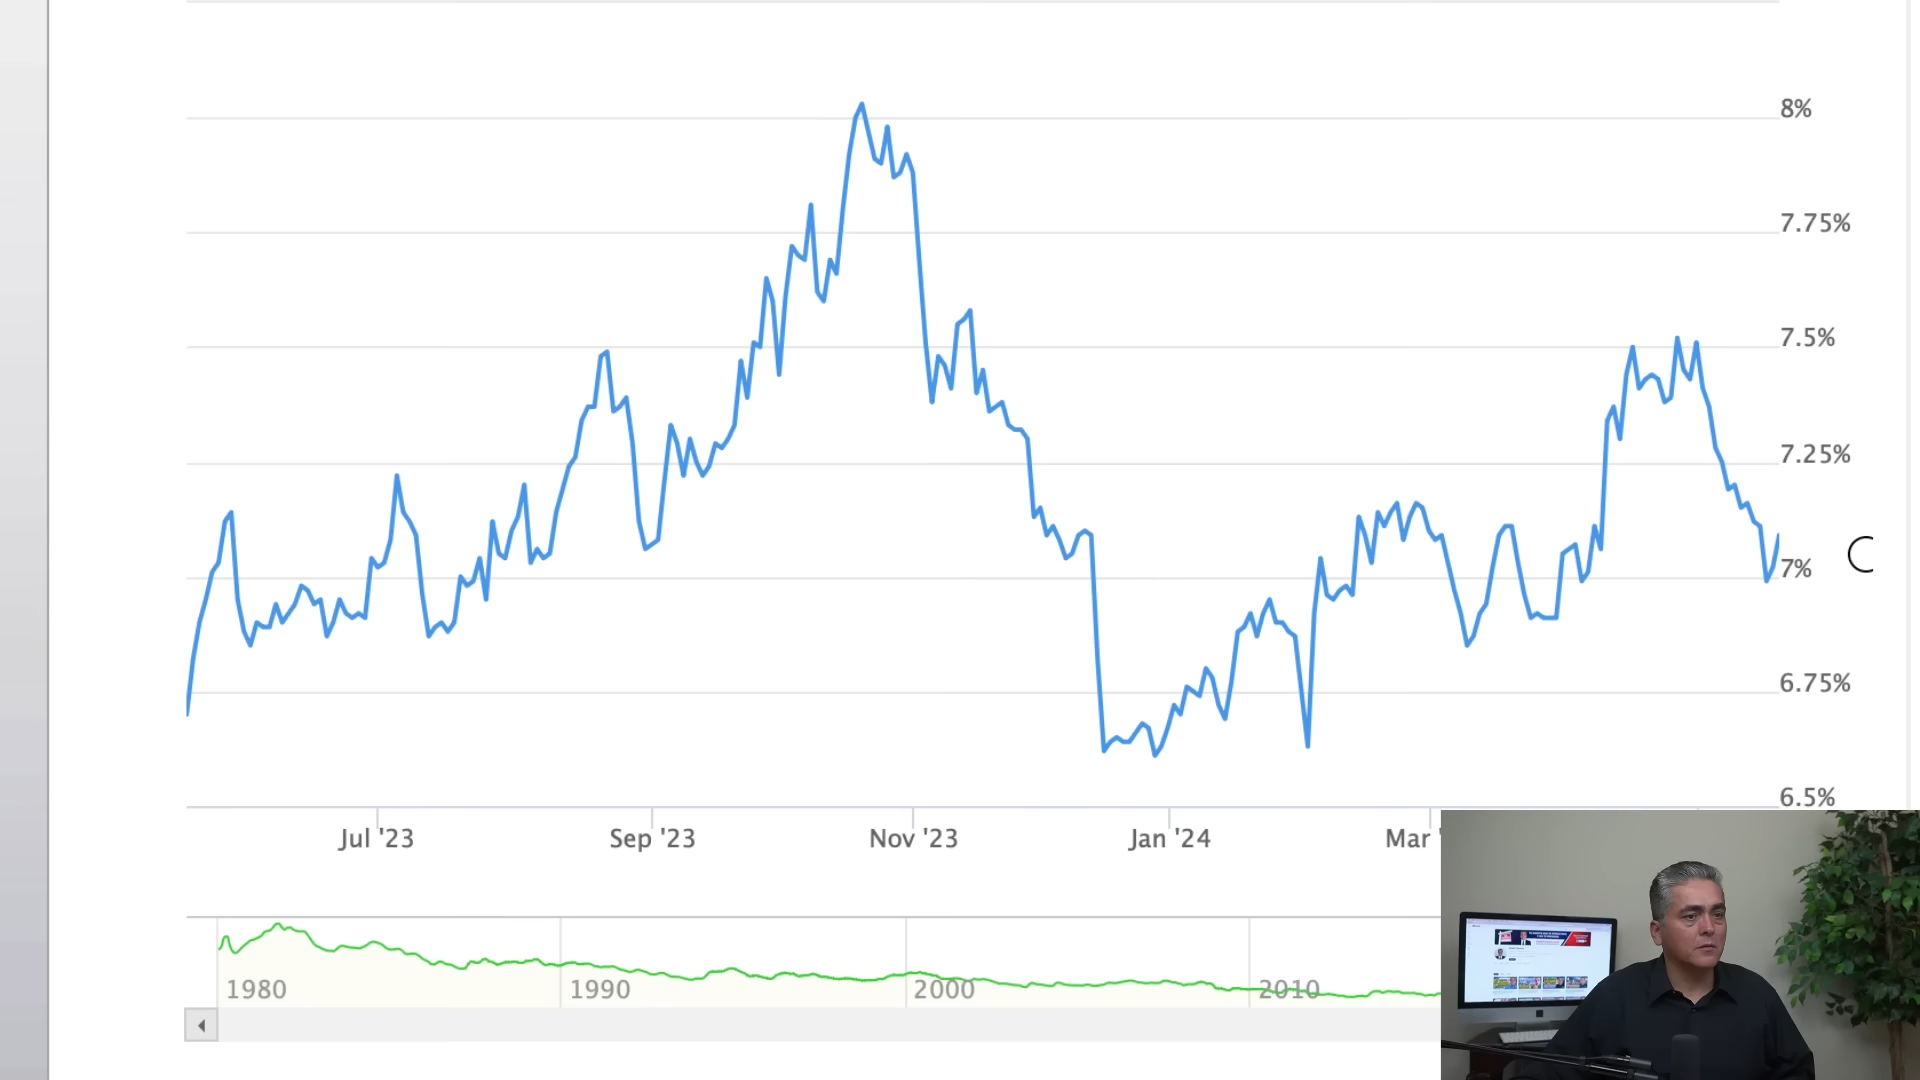 8%
7.75%
7.5%
7.25%
7%
6.75%
6.5%
Jul '23
Sep '23
Nov '23
Jan '24
Mar '
1980
1990
2000
2010